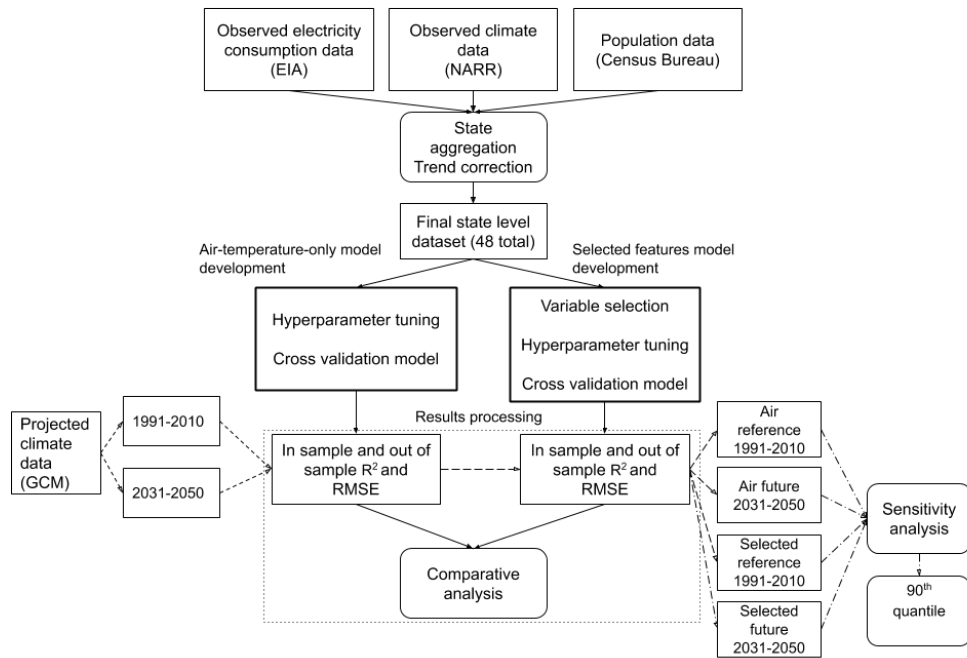 Observed electricity
consumption data
(EIA)
Observed climate
data
(NARR)
Population data
(Census Bureau)
State
aggregation
Trend correction
Final state level
dataset (48 total)
Air-temperature-only model
development
Selected features model
development
Hyperparameter tuning
Cross validation model
Variable selection
Hyperparameter tuning
Cross validation model
Results processing
Projected
climate
data
(GCM)
1991-2010
2031-2050
In sample and out of
sample R² and
RMSE
In sample and out of
sample R² and
RMSE
Comparative
analysis
Air
reference
1991-2010
Air future
2031-2050
Selected
reference
1991-2010
Selected
future
2031-2050
Sensitivity
analysis
90th
quantile